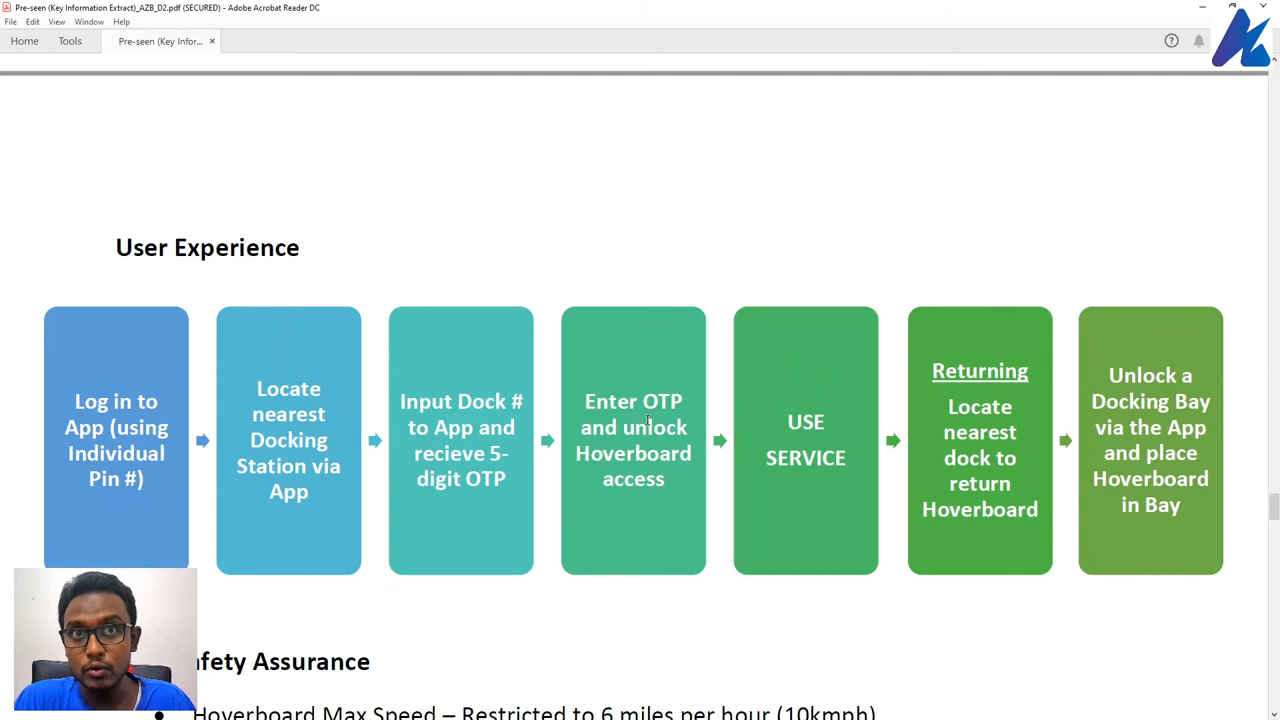 Pre-seen (Key Information Extract)_AZB_D2.pdf (SECURED) - Adobe Acrobat Reader DC
File Edit View Window Help
Home Tools Pre-seen (Key Infor... ×
User Experience
Log in to
App (using
Individual
Pin #)
Locate
nearest
Docking
Station via
App
Input Dock #
to App and
recieve 5-
digit OTP
Enter OTP
and unlock
Hoverboard
access
USE
SERVICE
Returning
Locate
nearest
dock to
return
Hoverboard
Unlock a
Docking Bay
via the App
and place
Hoverboard
in Bay
afety Assurance
Hoverboard Max Speed – Restricted to 6 miles per hour (10kmph)